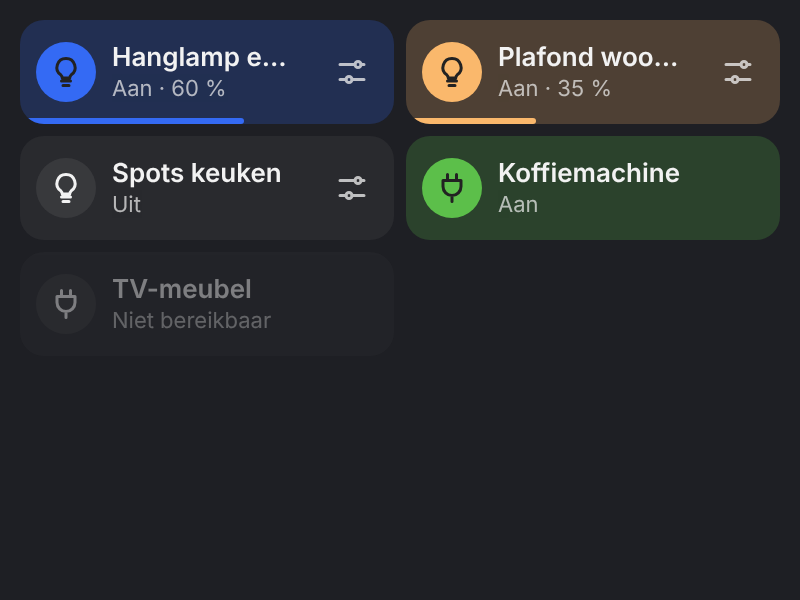 Hanglamp e...
Aan · 60 %
Plafond woo...
Aan · 35 %
Spots keuken
Uit
Koffiemachine
Aan
TV-meubel
Niet bereikbaar